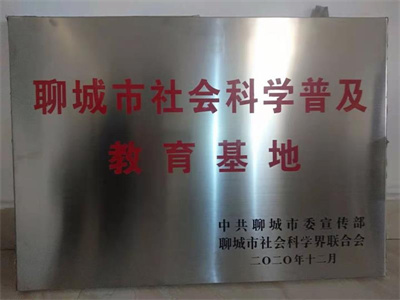 聊城市社会科学普及
教育基地
中共聊城市委宣传部
聊城市社会科学界联合会
二〇二〇年十二月